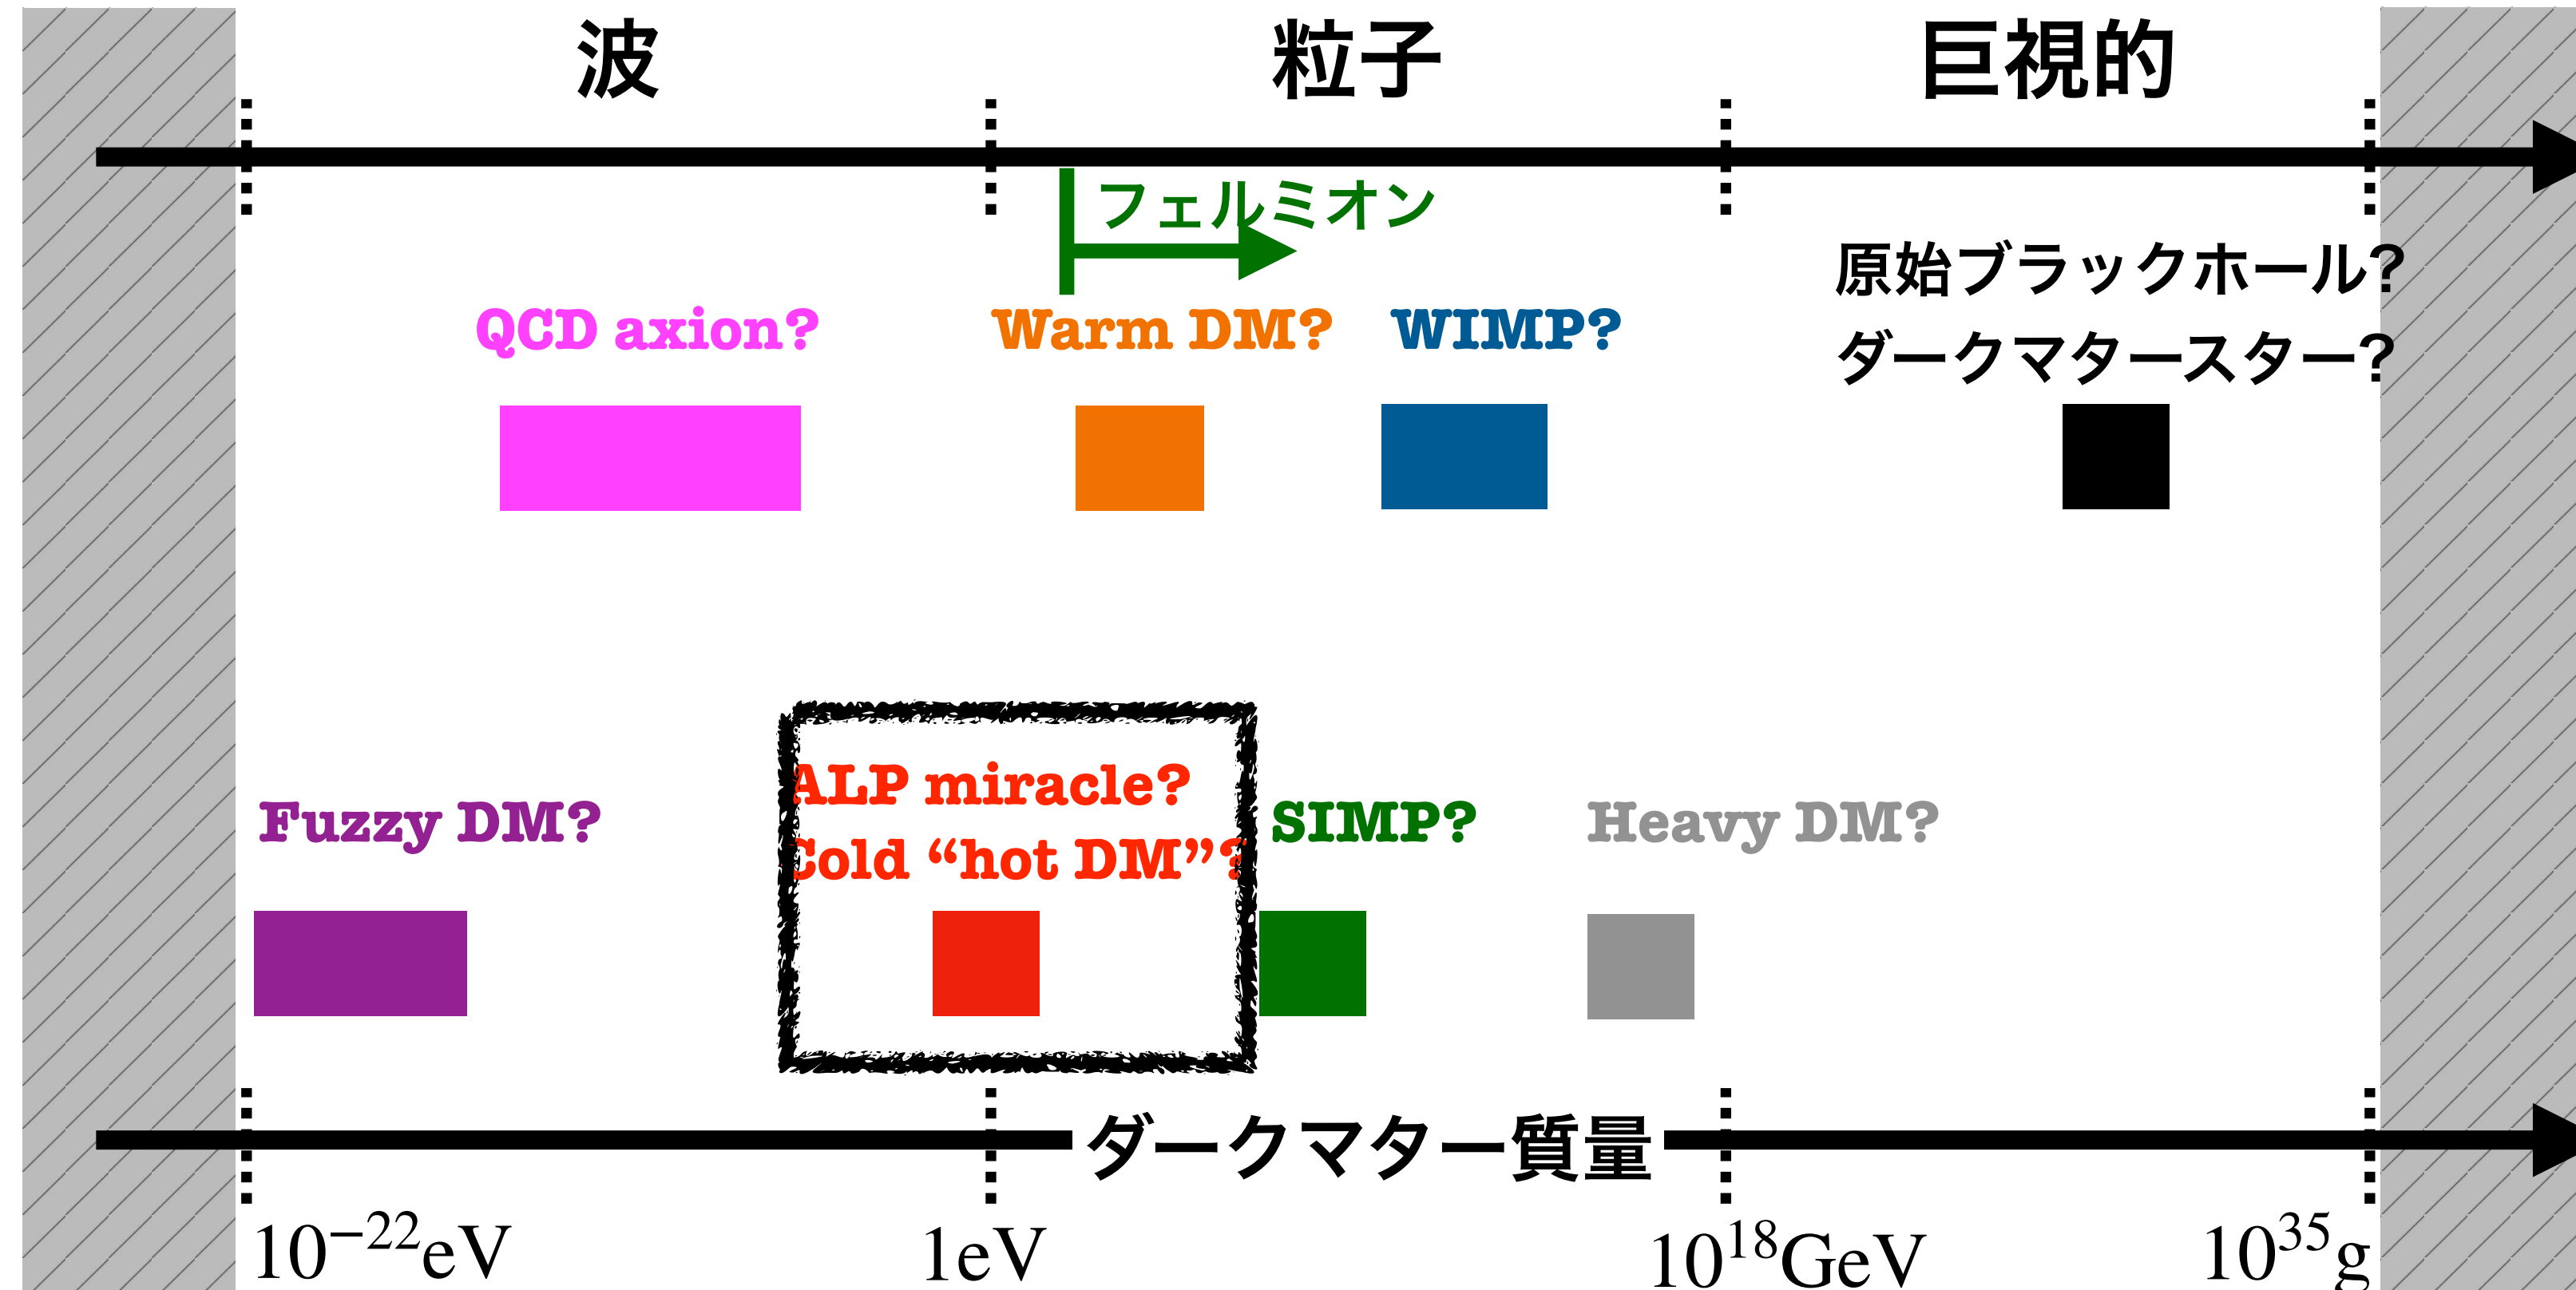 波 粒子 巨視的
フェルミオン
原始ブラックホール?
QCD axion? Warm DM? WIMP?
ダークマタースター?
ALP miracle?
Fuzzy DM? SIMP? Heavy DM?
Cold “hot DM”?
ダークマター質量
10⁻²²eV 1eV 10¹⁸GeV 10³⁵g